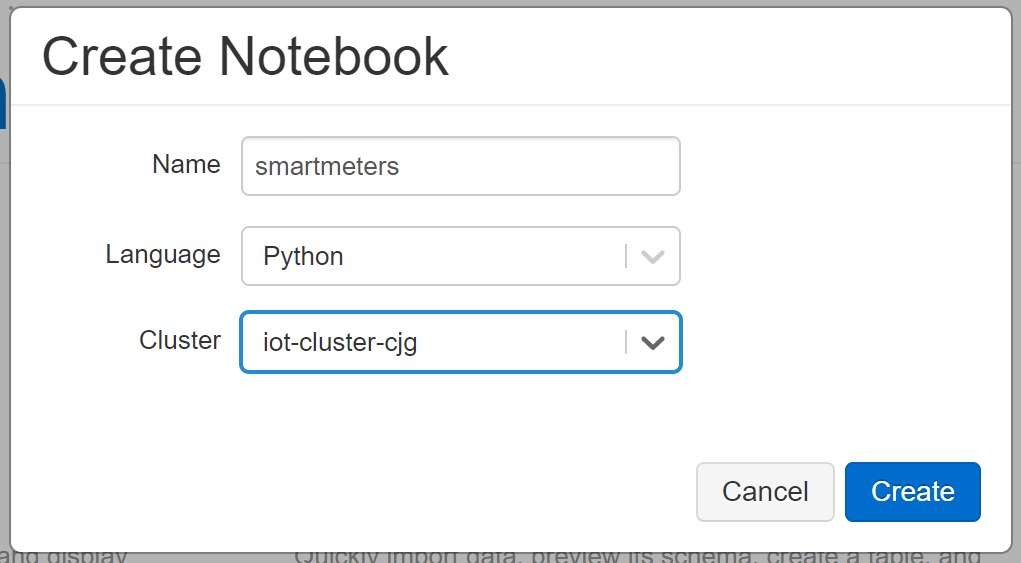 Create Notebook
Name
smartmeters
Language
Python
Cluster
iot-cluster-cjg
Cancel
Create
and display
Quickly import data, preview its schema, create a table, and